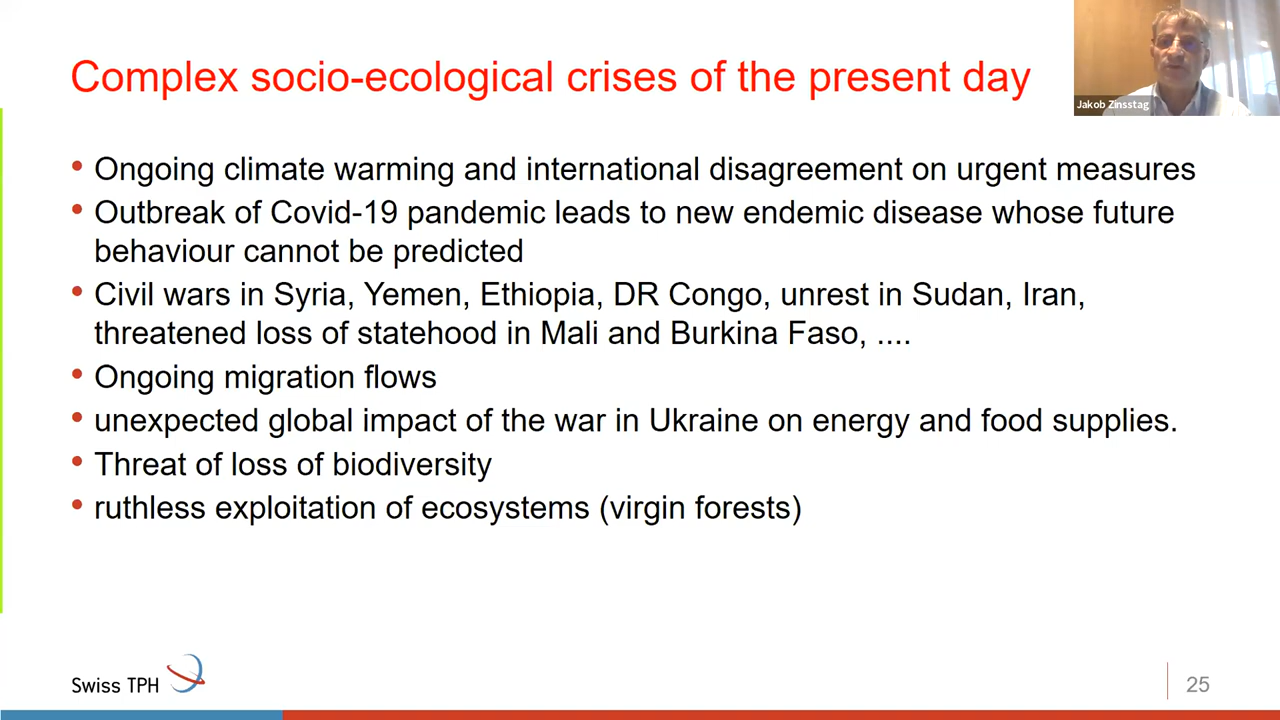 Complex socio-ecological crises of the present day
Jakob Zinsstag
• Ongoing climate warming and international disagreement on urgent measures
• Outbreak of Covid-19 pandemic leads to new endemic disease whose future
behaviour cannot be predicted
• Civil wars in Syria, Yemen, Ethiopia, DR Congo, unrest in Sudan, Iran,
threatened loss of statehood in Mali and Burkina Faso, ....
• Ongoing migration flows
• unexpected global impact of the war in Ukraine on energy and food supplies.
• Threat of loss of biodiversity
• ruthless exploitation of ecosystems (virgin forests)
Swiss TPH
25